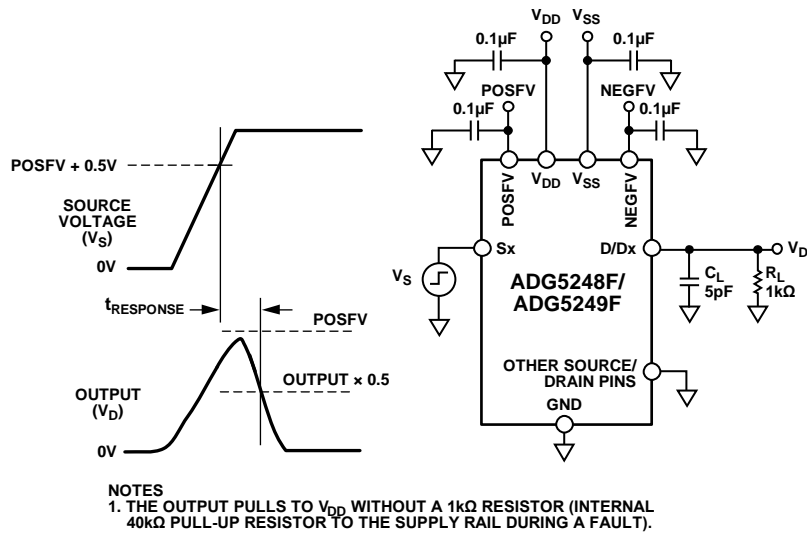 POSFV + 0.5V
SOURCE
VOLTAGE
(VS)
0V
tRESPONSE
POSFV
OUTPUT × 0.5
OUTPUT
(VD)
0V
VDD
VSS
0.1µF
0.1µF
POSFV
NEGFV
0.1µF
0.1µF
POSFV
VDD
VSS
NEGFV
Sx
D/Dx
VD
VS
ADG5248F/
ADG5249F
CL
5pF
RL
1kΩ
OTHER SOURCE/
DRAIN PINS
GND
NOTES
1. THE OUTPUT PULLS TO VDD WITHOUT A 1kΩ RESISTOR (INTERNAL
40kΩ PULL-UP RESISTOR TO THE SUPPLY RAIL DURING A FAULT).